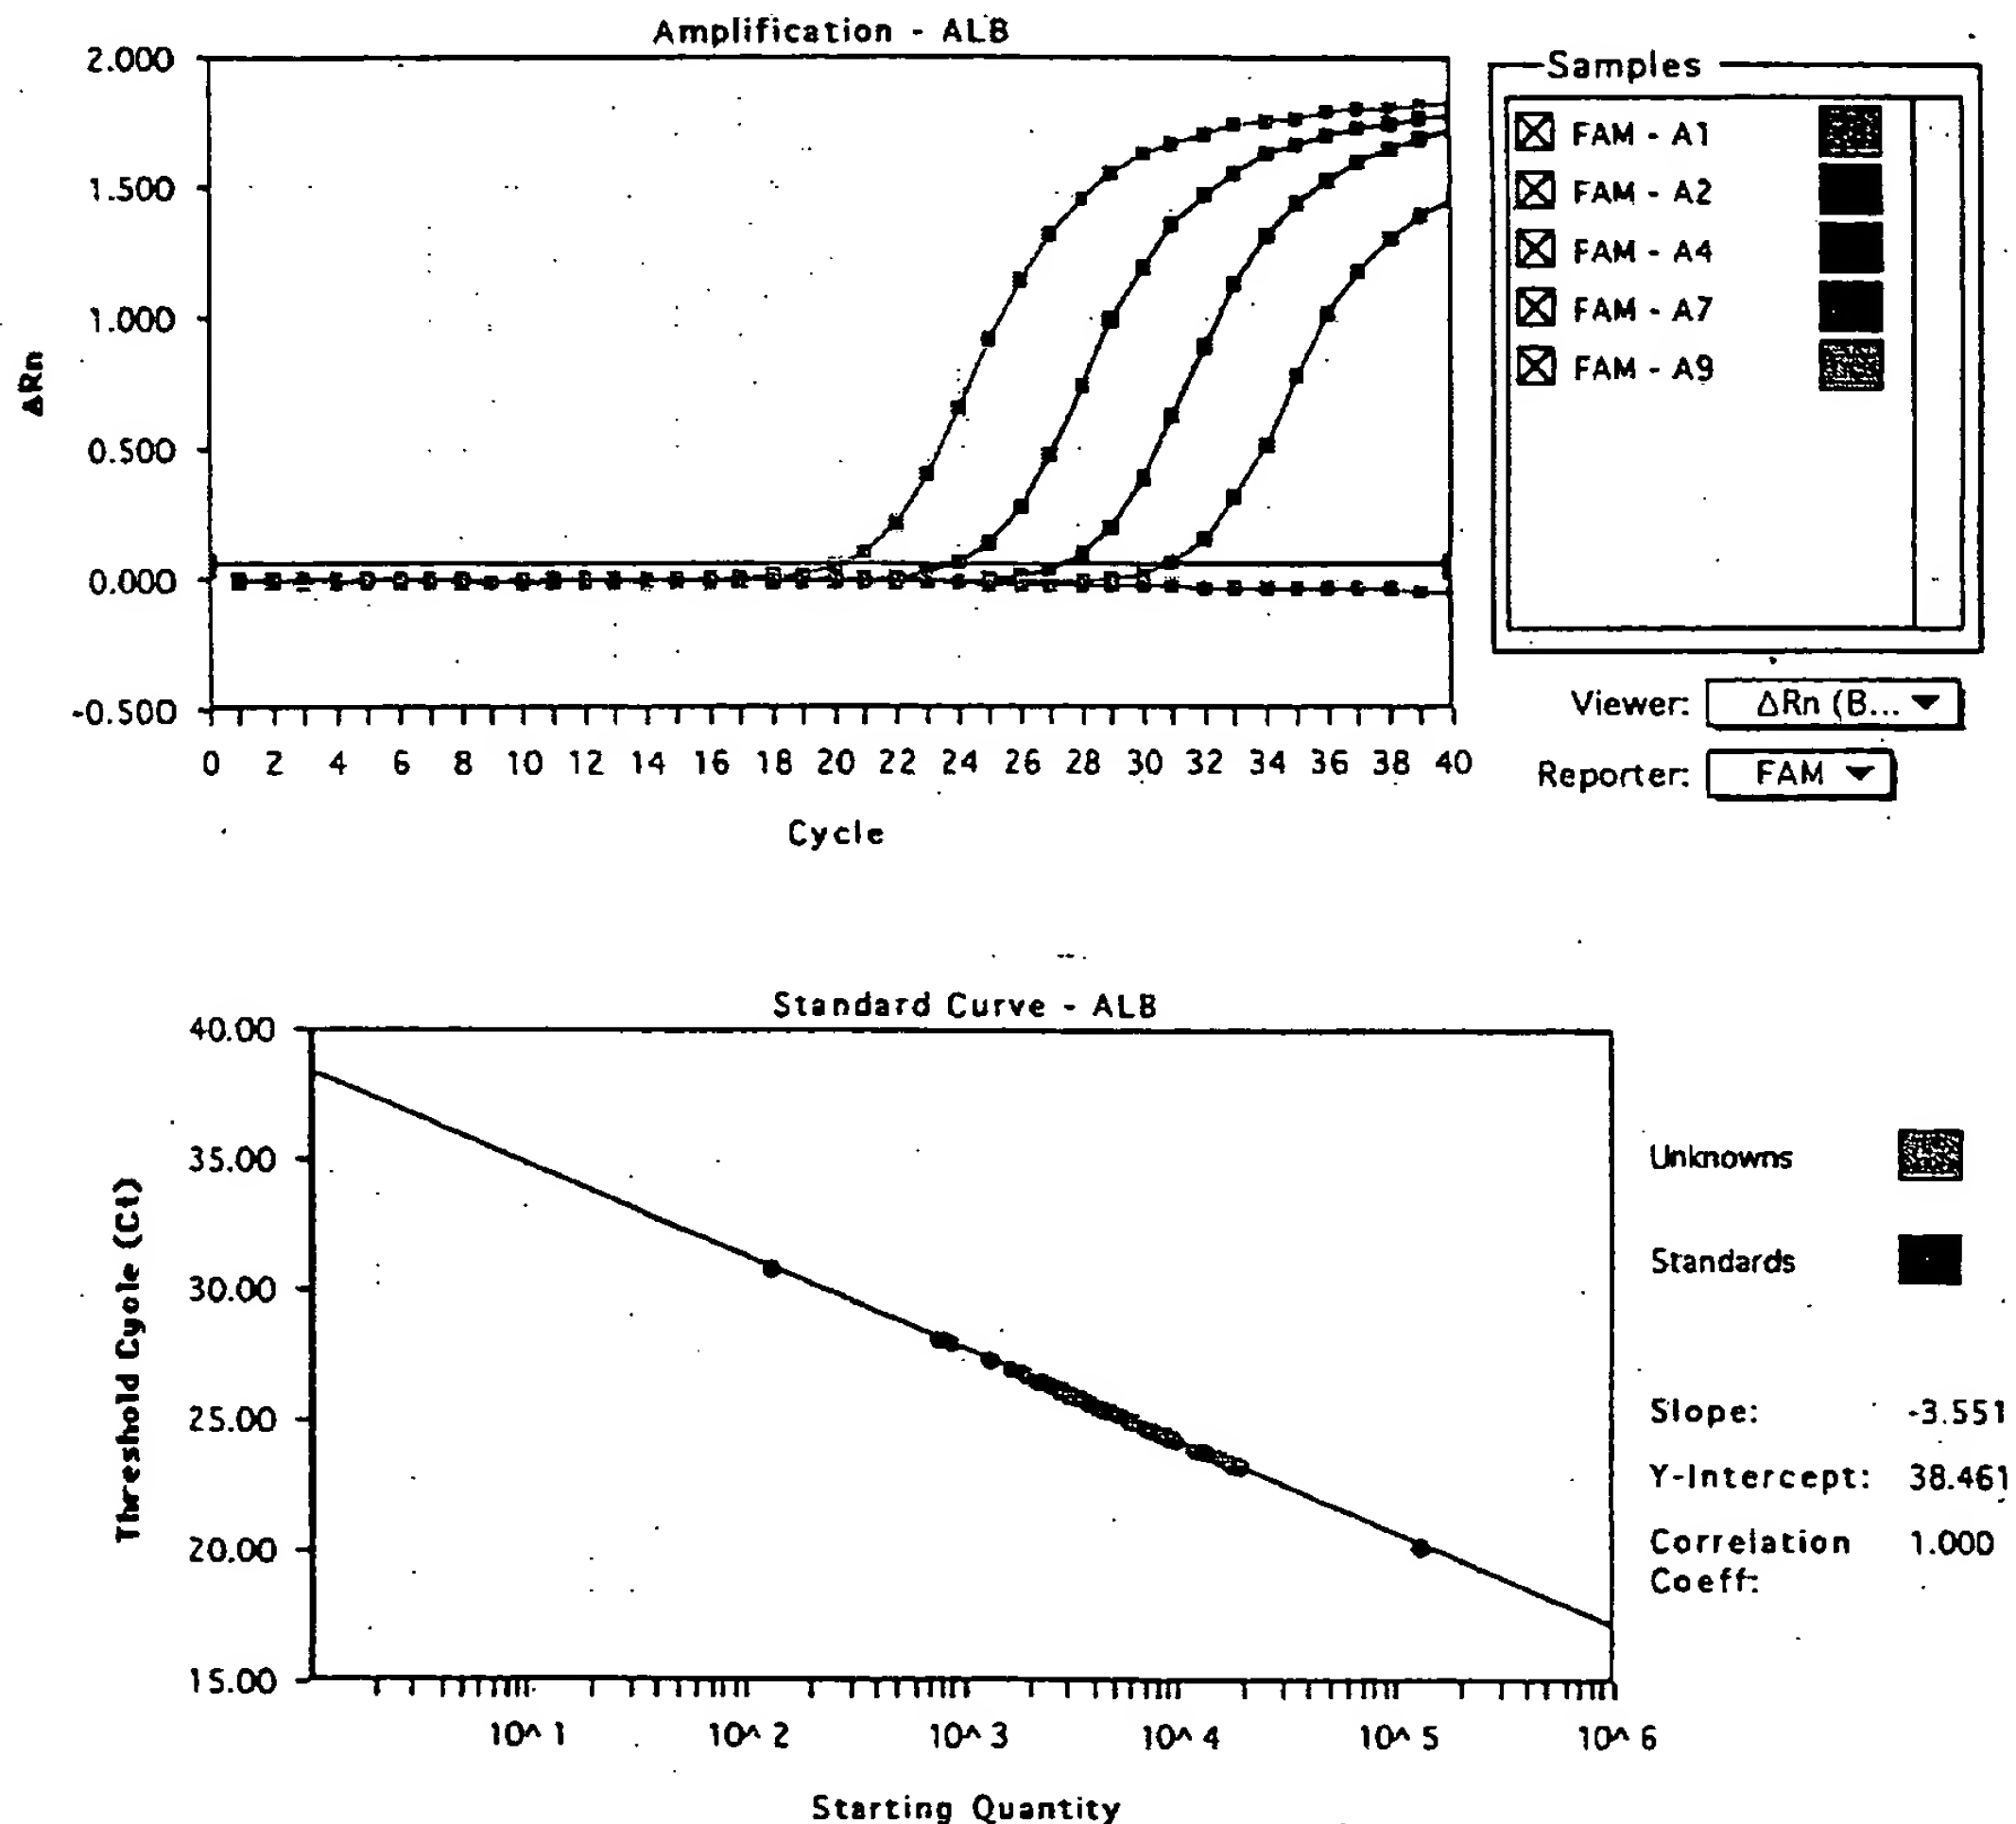 Amplification - ALB
2.000
1.500
1.000
0.500
0.000
-0.500
ΔRn
0 2 4 6 8 10 12 14 16 18 20 22 24 26 28 30 32 34 36 38 40
Cycle
Samples
FAM - A1
FAM - A2
FAM - A4
FAM - A7
FAM - A9
Viewer: ΔRn (B...
Reporter: FAM
Standard Curve - ALB
40.00
35.00
30.00
25.00
20.00
15.00
Threshold Cycle (Ct)
10^1 10^2 10^3 10^4 10^5 10^6
Starting Quantity
Unknowns
Standards
Slope: -3.551
Y-Intercept: 38.461
Correlation 1.000
Coeff: